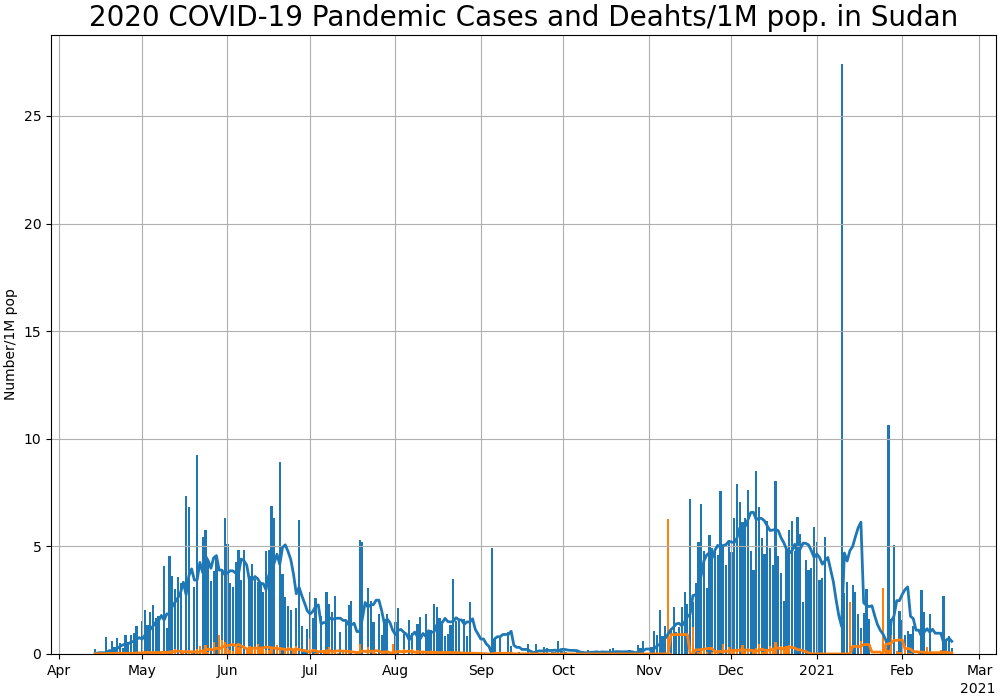 2020 COVID-19 Pandemic Cases and Deahts/1M pop. in Sudan
Number/1M pop
25
20
15
10
5
0
Apr May Jun Jul Aug Sep Oct Nov Dec 2021 Feb Mar
2021